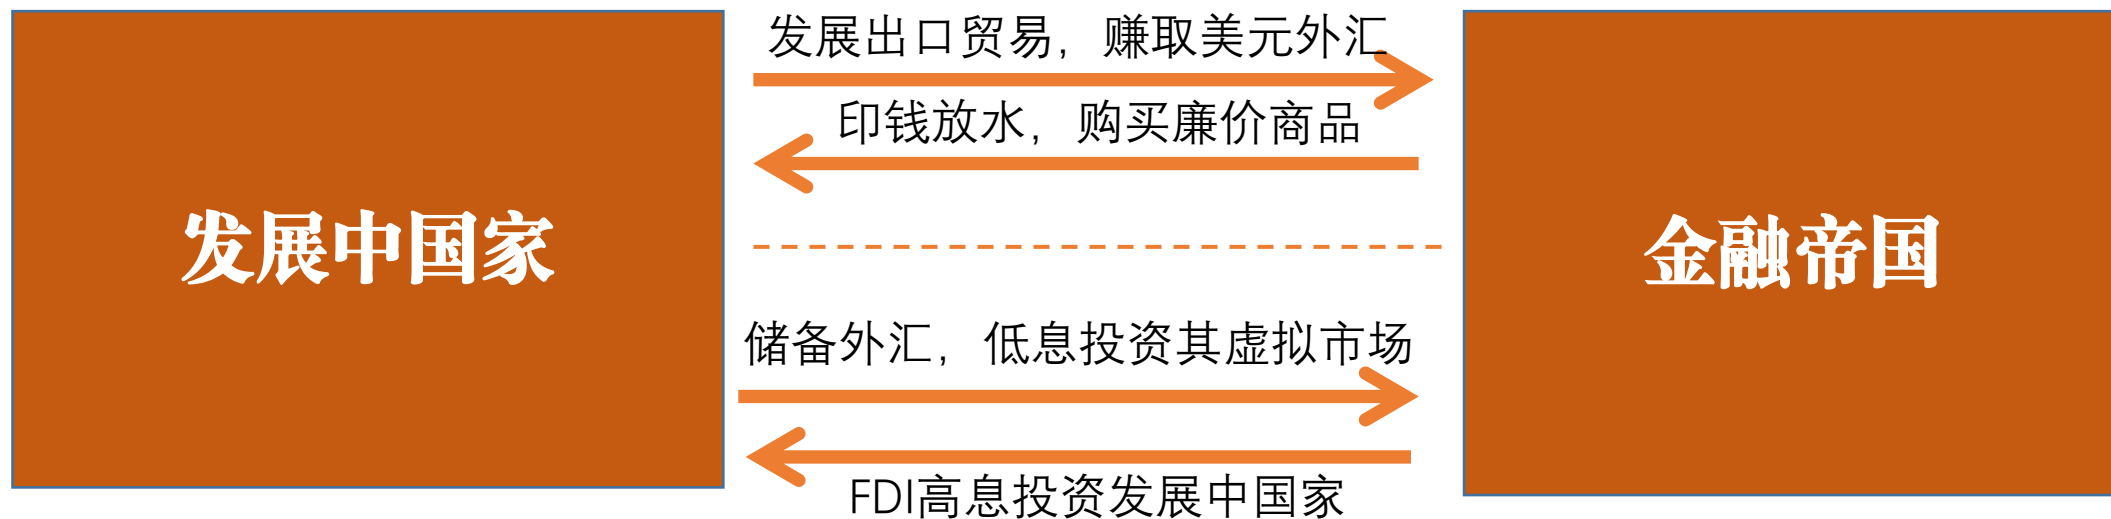 发展出口贸易，赚取美元外汇
印钱放水，购买廉价商品
发展中国家
金融帝国
储备外汇，低息投资其虚拟市场
FDI高息投资发展中国家